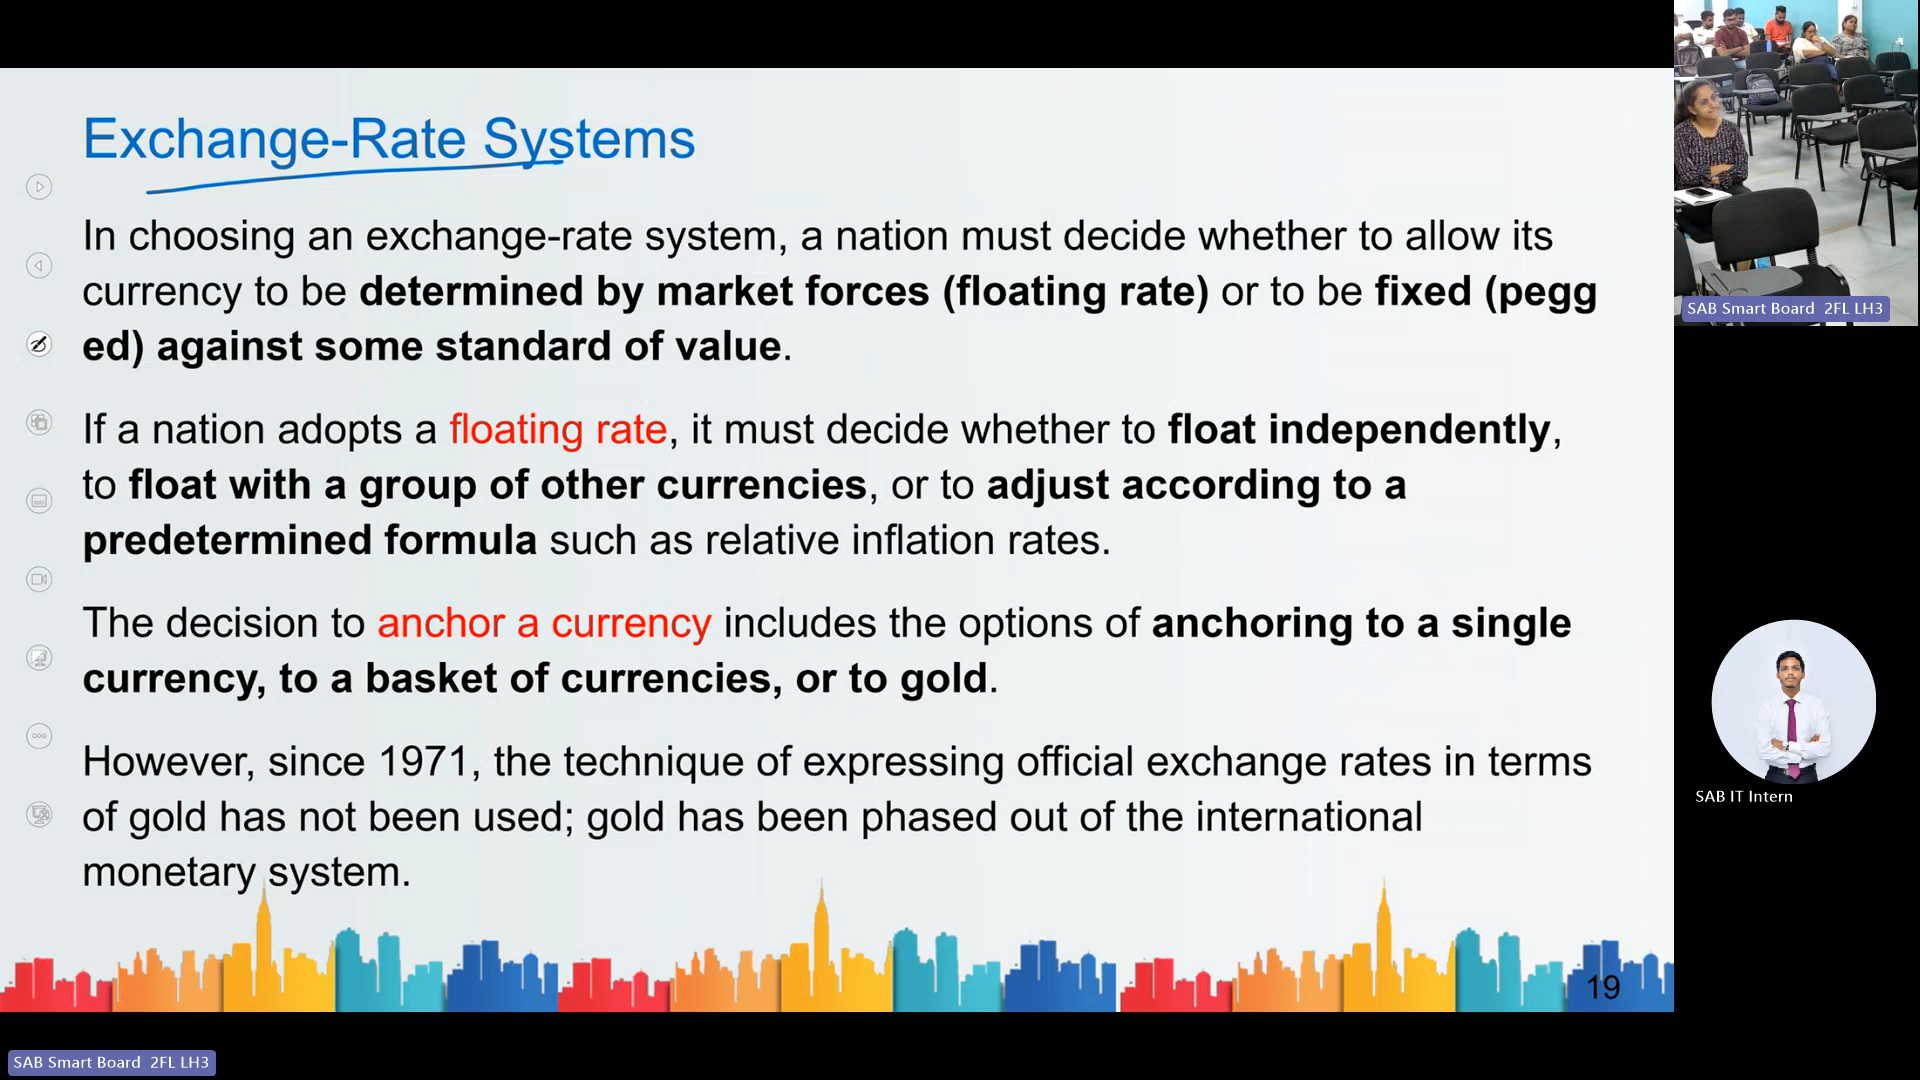 Exchange-Rate Systems
In choosing an exchange-rate system, a nation must decide whether to allow its
currency to be determined by market forces (floating rate) or to be fixed (pegg
ed) against some standard of value.
If a nation adopts a floating rate, it must decide whether to float independently,
to float with a group of other currencies, or to adjust according to a
predetermined formula such as relative inflation rates.
The decision to anchor a currency includes the options of anchoring to a single
currency, to a basket of currencies, or to gold.
However, since 1971, the technique of expressing official exchange rates in terms
of gold has not been used; gold has been phased out of the international
monetary system.
19
SAB Smart Board 2FL LH3
SAB IT Intern
SAB Smart Board 2FL LH3